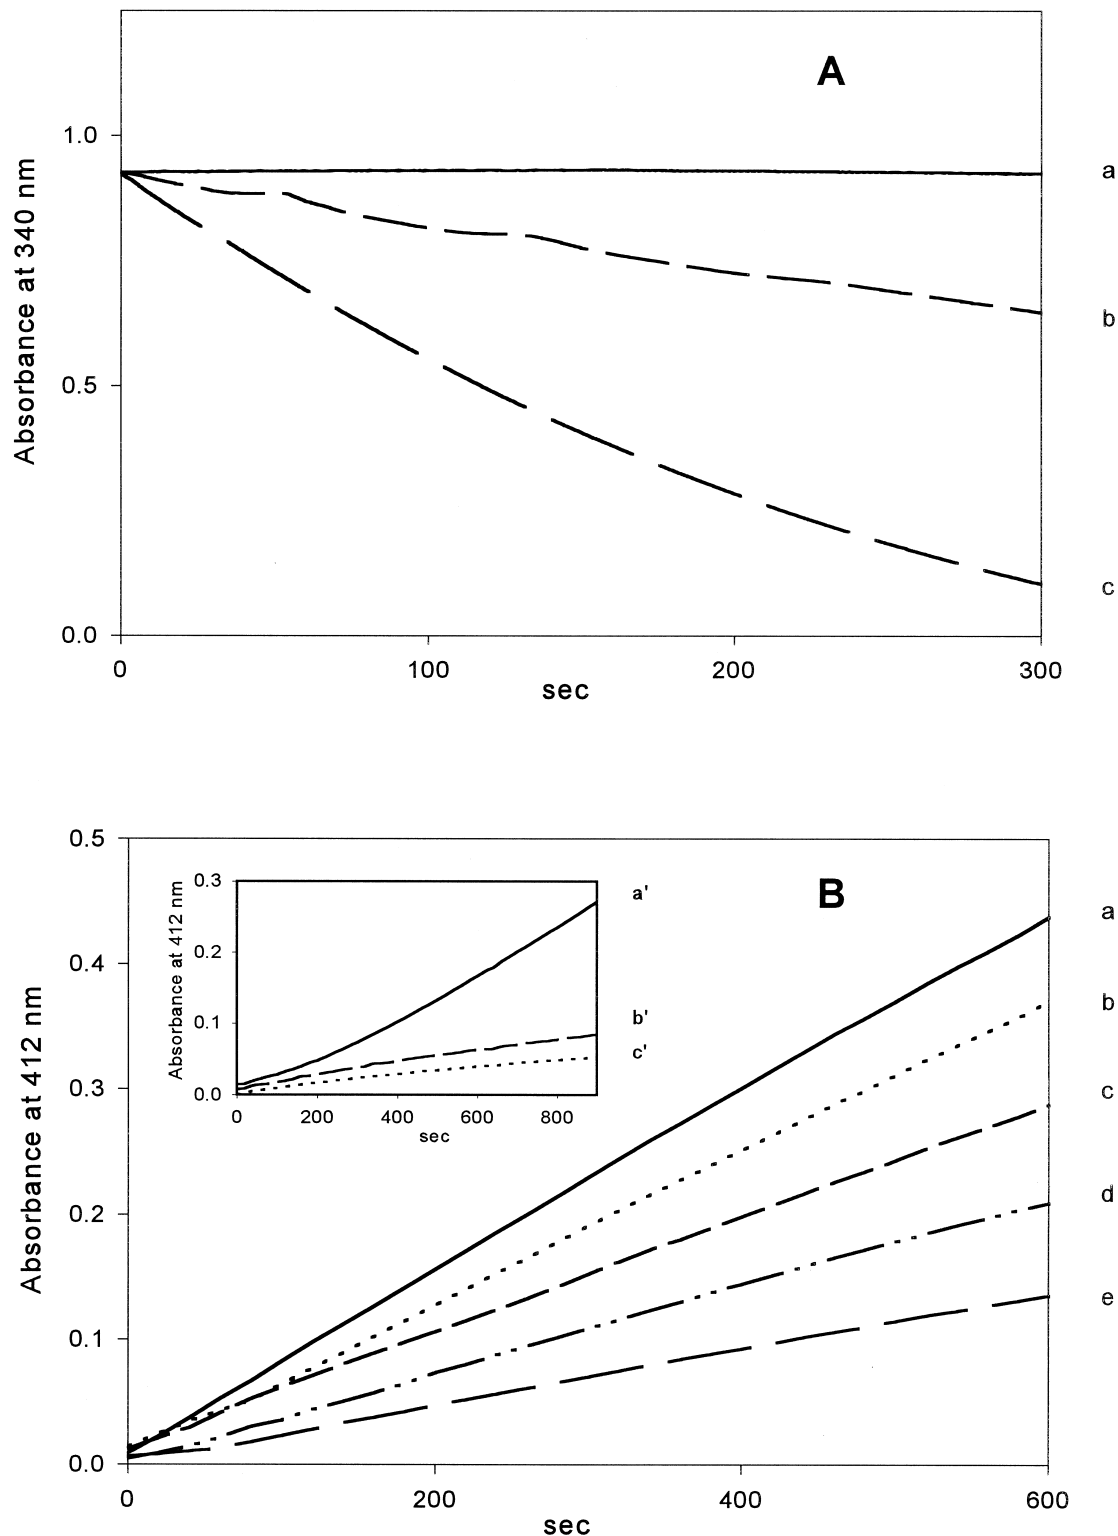 A
1.0
a
Absorbance at 340 nm
b
0.5
c
0.0
0 100 200 300
sec
0.5
B
0.3
a'
a
Absorbance at 412 nm
0.2
0.4
b
b'
0.1
c'
0.0
0.3
c
0 200 400 600 800
sec
Absorbance at 412 nm
d
0.2
e
0.1
0.0
0 200 400 600
sec